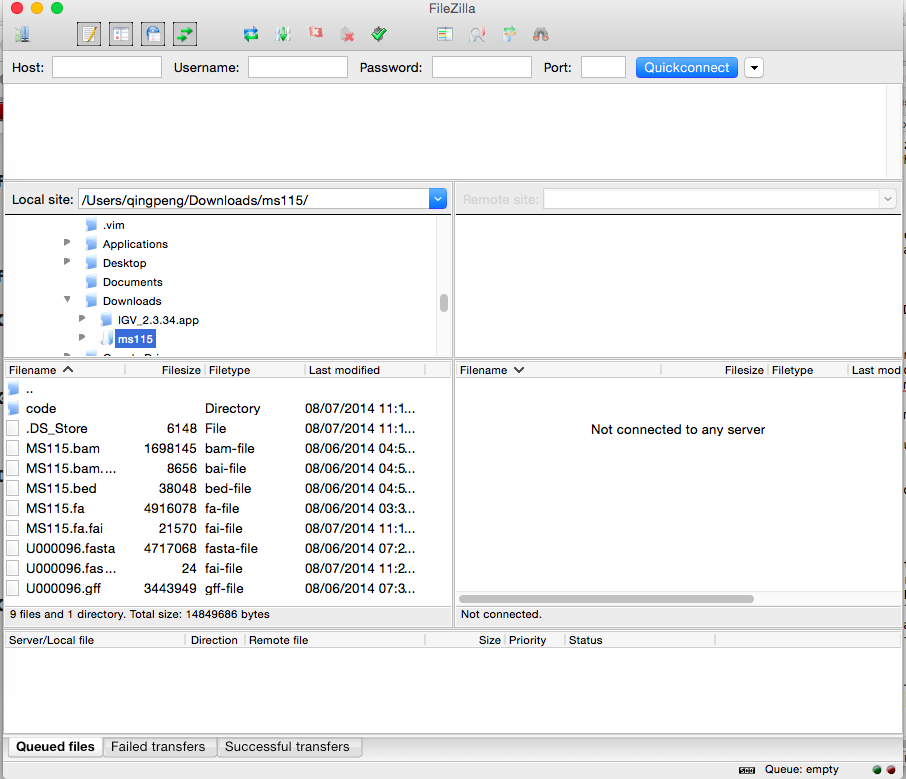 FileZilla
Host: Username: Password: Port: Quickconnect
Local site: /Users/qingpeng/Downloads/ms115/
Remote site:
.vim
Applications
Desktop
Documents
Downloads
IGV_2.3.34.app
ms115
Filename Filesize Filetype Last modified
..
code Directory 08/07/2014 11:1...
.DS_Store 6148 File 08/07/2014 11:1...
MS115.bam 1698145 bam-file 08/06/2014 04:5...
MS115.bam.... 8656 bai-file 08/06/2014 04:5...
MS115.bed 38048 bed-file 08/06/2014 04:5...
MS115.fa 4916078 fa-file 08/06/2014 03:3...
MS115.fa.fai 21570 fai-file 08/07/2014 11:1...
U000096.fasta 4717068 fasta-file 08/06/2014 07:2...
U000096.fas... 24 fai-file 08/07/2014 11:2...
U000096.gff 3443949 gff-file 08/06/2014 07:3...
9 files and 1 directory. Total size: 14849686 bytes
Filename Filesize Filetype Last mod
Not connected to any server
Not connected.
Server/Local file Direction Remote file Size Priority Status
Queued files Failed transfers Successful transfers
Queue: empty